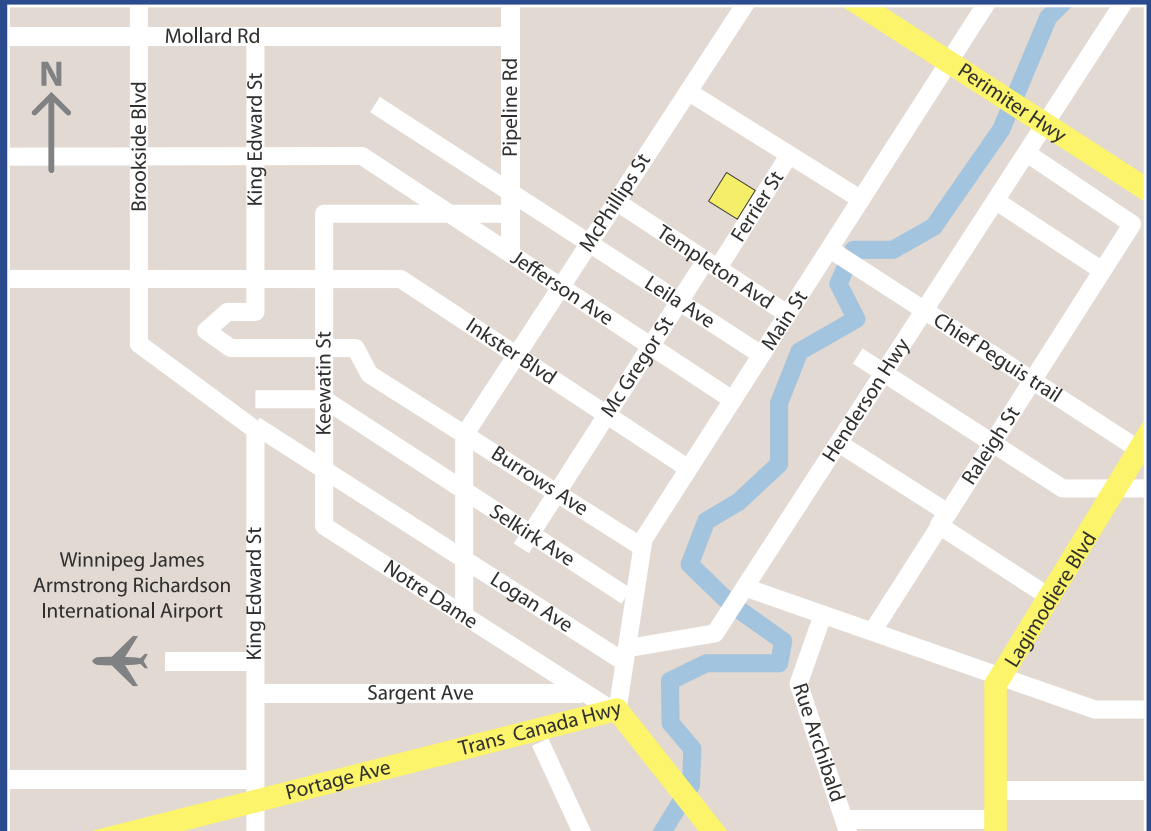 Mollard Rd
N
Brookside Blvd
King Edward St
Pipeline Rd
Perimiter Hwy
McPhillips St
Ferrier St
Templeton Avd
Jefferson Ave
Leila Ave
Main St
Inkster Blvd
Mc Gregor St
Keewatin St
Chief Peguis trail
Henderson Hwy
Raleigh St
Burrows Ave
Selkirk Ave
Winnipeg James
Armstrong Richardson
International Airport
King Edward St
Notre Dame
Logan Ave
Lagimodiere Blvd
Sargent Ave
Rue Archibald
Trans Canada Hwy
Portage Ave